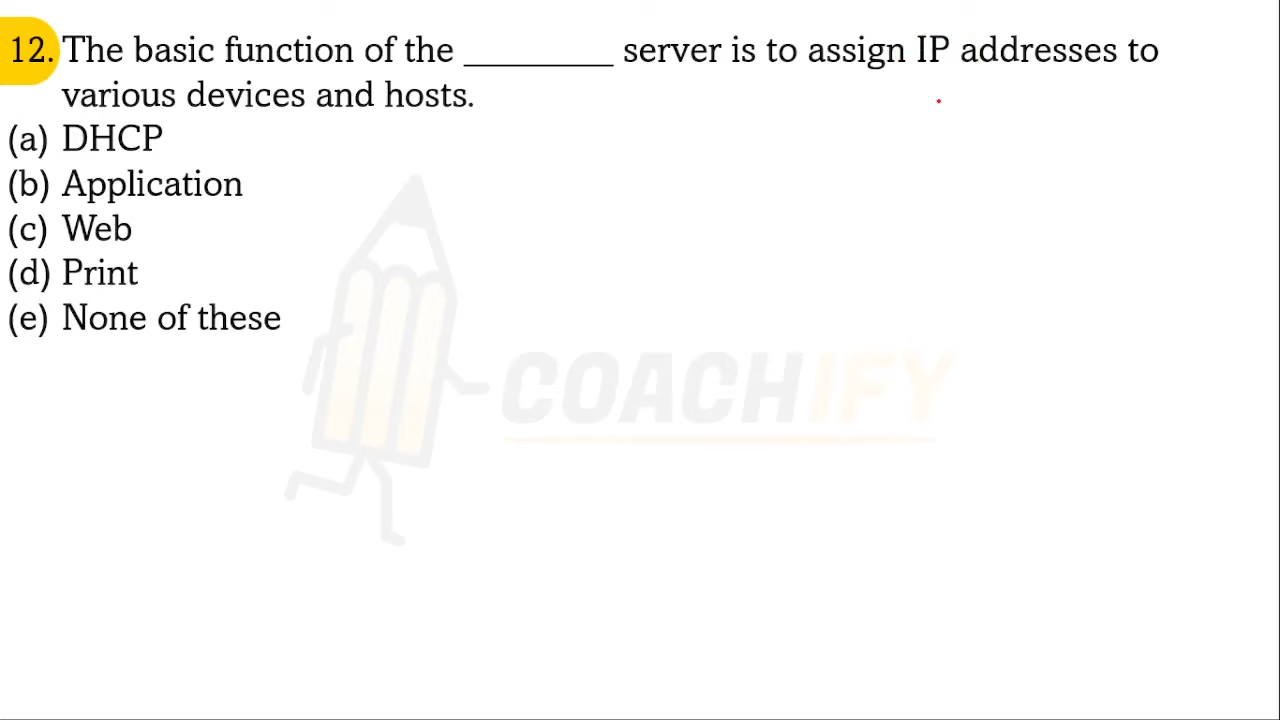 12. The basic function of the _________ server is to assign IP addresses to
various devices and hosts.
(a) DHCP
(b) Application
(c) Web
(d) Print
(e) None of these
COACHIFY